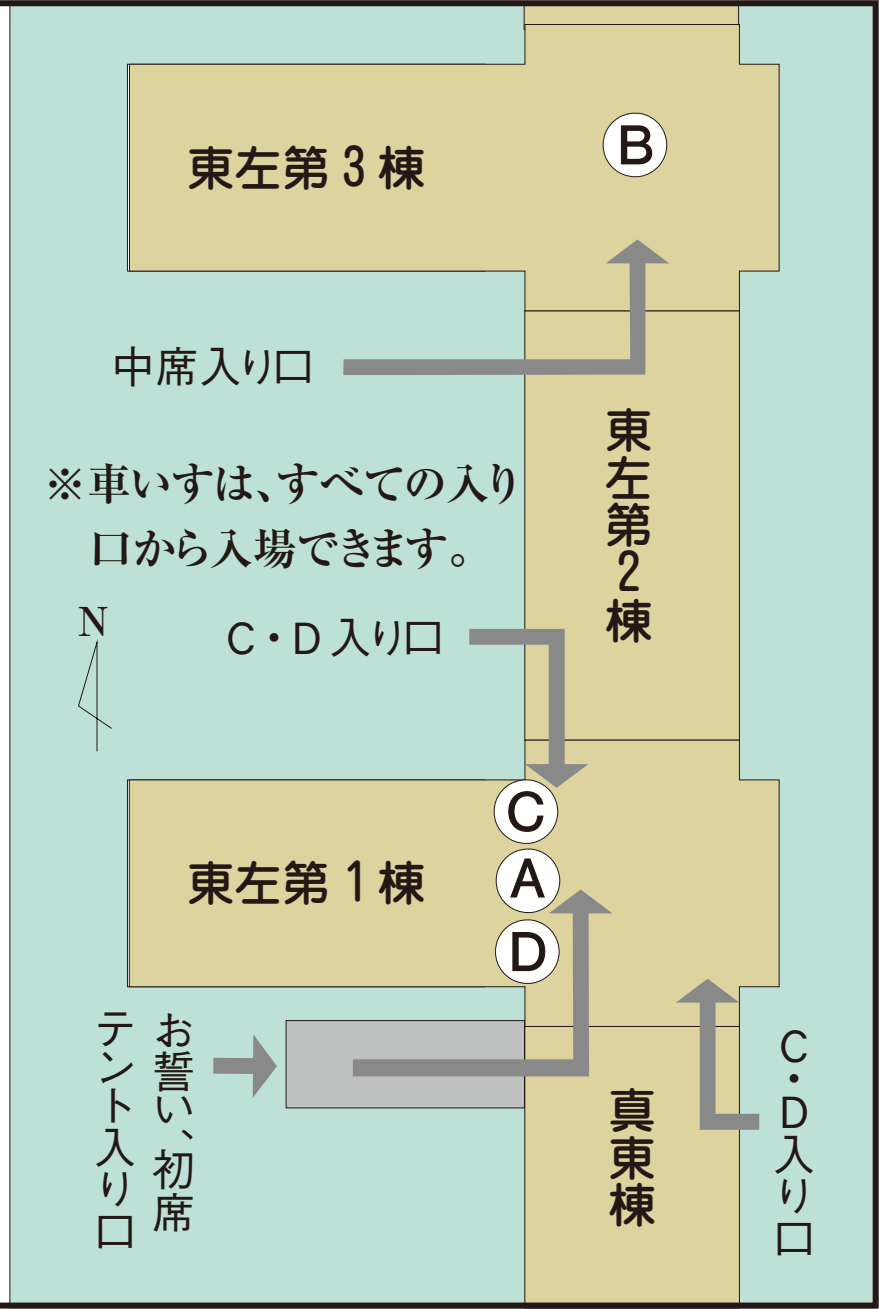 B
東左第3棟
中席入り口
東左第2棟
※車いすは、すべての入り
口から入場できます。
N
C・D入り口
C
A
D
東左第1棟
お誓い、初席
テント入り口
真東棟
C・D入り口